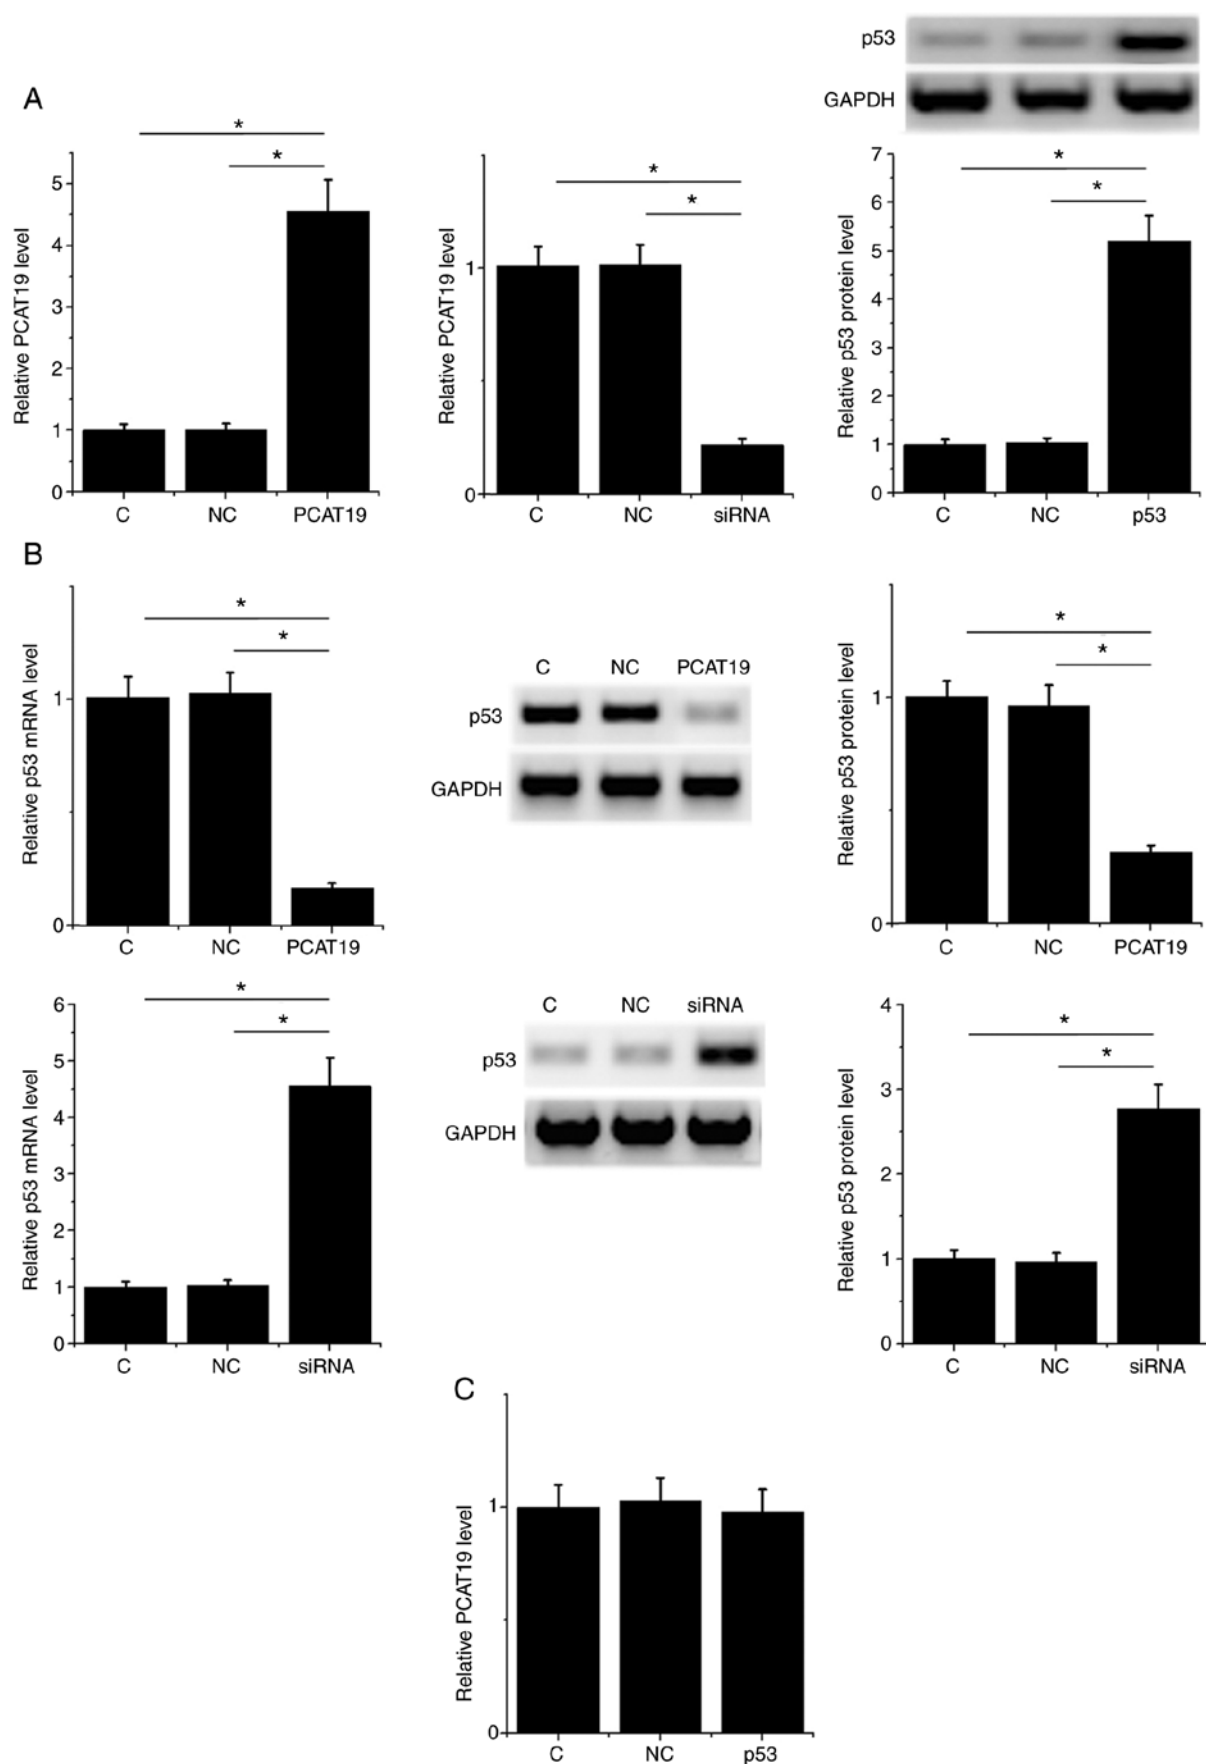 p53
GAPDH
A
*
*
Relative PCAT19 level
5
4
3
2
1
0
C NC PCAT19
*
*
Relative PCAT19 level
1
0
C NC siRNA
*
*
Relative p53 protein level
7
6
5
4
3
2
1
0
C NC p53
B
*
*
Relative p53 mRNA level
1
0
C NC PCAT19
C NC PCAT19
p53
GAPDH
*
*
Relative p53 protein level
1
0
C NC PCAT19
*
*
Relative p53 mRNA level
6
5
4
3
2
1
0
C NC siRNA
C NC siRNA
p53
GAPDH
*
*
Relative p53 protein level
4
3
2
1
0
C NC siRNA
C
Relative PCAT19 level
1
0
C NC p53